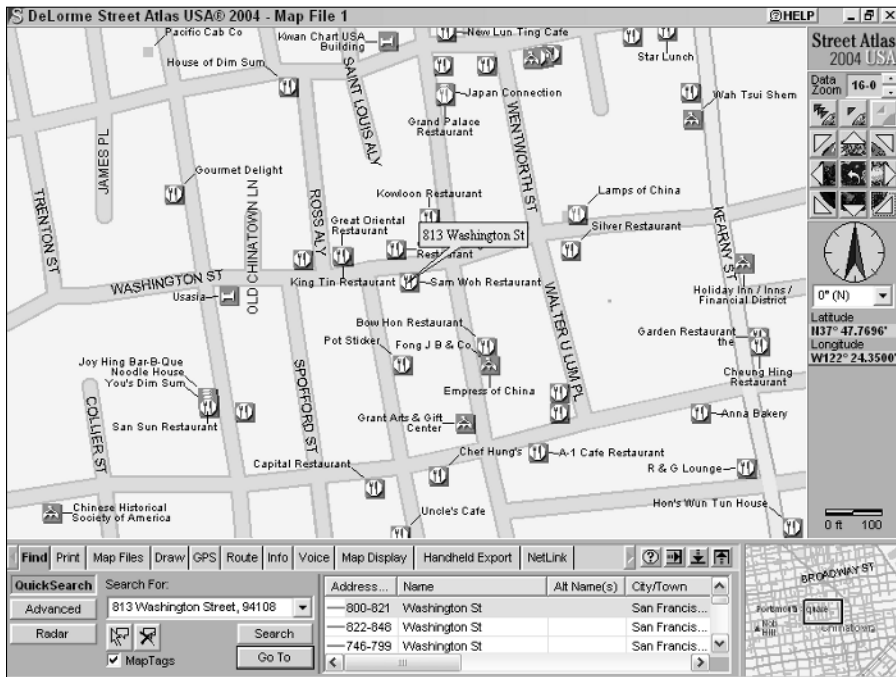 DeLorme Street Atlas USA® 2004 - Map File 1
HELP
Pacific Cab Co
Kwan Chart USA
Building
New Lun Ting Cafe
Star Lunch
House of Dim Sum
SAINT LOUIS ALY
Japan Connection
Wah Tsui Shem
Grand Palace
Restaurant
WENTWORTH ST
JAMES PL
Gourmet Delight
TRENTON ST
OLD CHINATOWN LN
ROSS ALY
Kowloon Restaurant
Lamps of China
Great Oriental
Restaurant
KEARNY ST
Silver Restaurant
813 Washington St
Restaurant
WASHINGTON ST
King Tin Restaurant
Sam Woh Restaurant
Usasia
WALTER U LUM PL
Holiday Inn / Inns /
Financial District
Bow Hon Restaurant
Pot Sticker
Fong J B & Co
Garden Restaurant
the
Joy Hing Bar-B-Que
Noodle House
You's Dim Sum
SPOFFORD ST
Empress of China
Cheung Hing
Restaurant
San Sun Restaurant
Grant Arts & Gift
Center
Anna Bakery
COLLIER ST
Capital Restaurant
Chef Hung's
A-1 Cafe Restaurant
R & G Lounge
Chinese Historical
Society of America
Uncle's Cafe
Hon's Wun Tun House
Street Atlas
2004 USA
Data
Zoom
16-0
0° (N)
Latitude
N37° 47.7696'
Longitude
W122° 24.3500'
0 ft 100
Find Print Map Files Draw GPS Route Info Voice Map Display Handheld Export NetLink
QuickSearch
Advanced
Radar
Search For:
813 Washington Street, 94108
MapTags
Search
Go To
Address... Name Alt Name(s) City/Town
800-821 Washington St San Francis...
822-848 Washington St San Francis...
746-799 Washington St San Francis...
BROADWAY ST
Portsmouth Square
Nob
Hill
Chinatown